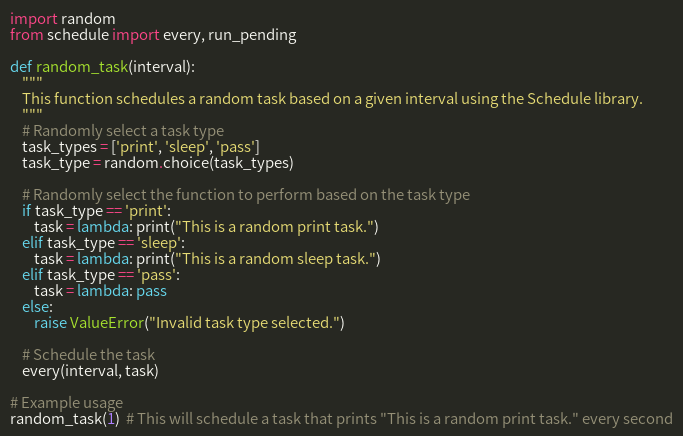 import random
from schedule import every, run_pending

def random_task(interval):
    """
    This function schedules a random task based on a given interval using the Schedule library.
    """
    # Randomly select a task type
    task_types = ['print', 'sleep', 'pass']
    task_type = random.choice(task_types)

    # Randomly select the function to perform based on the task type
    if task_type == 'print':
        task = lambda: print("This is a random print task.")
    elif task_type == 'sleep':
        task = lambda: print("This is a random sleep task.")
    elif task_type == 'pass':
        task = lambda: pass
    else:
        raise ValueError("Invalid task type selected.")

    # Schedule the task
    every(interval, task)

# Example usage
random_task(1)  # This will schedule a task that prints "This is a random print task." every second